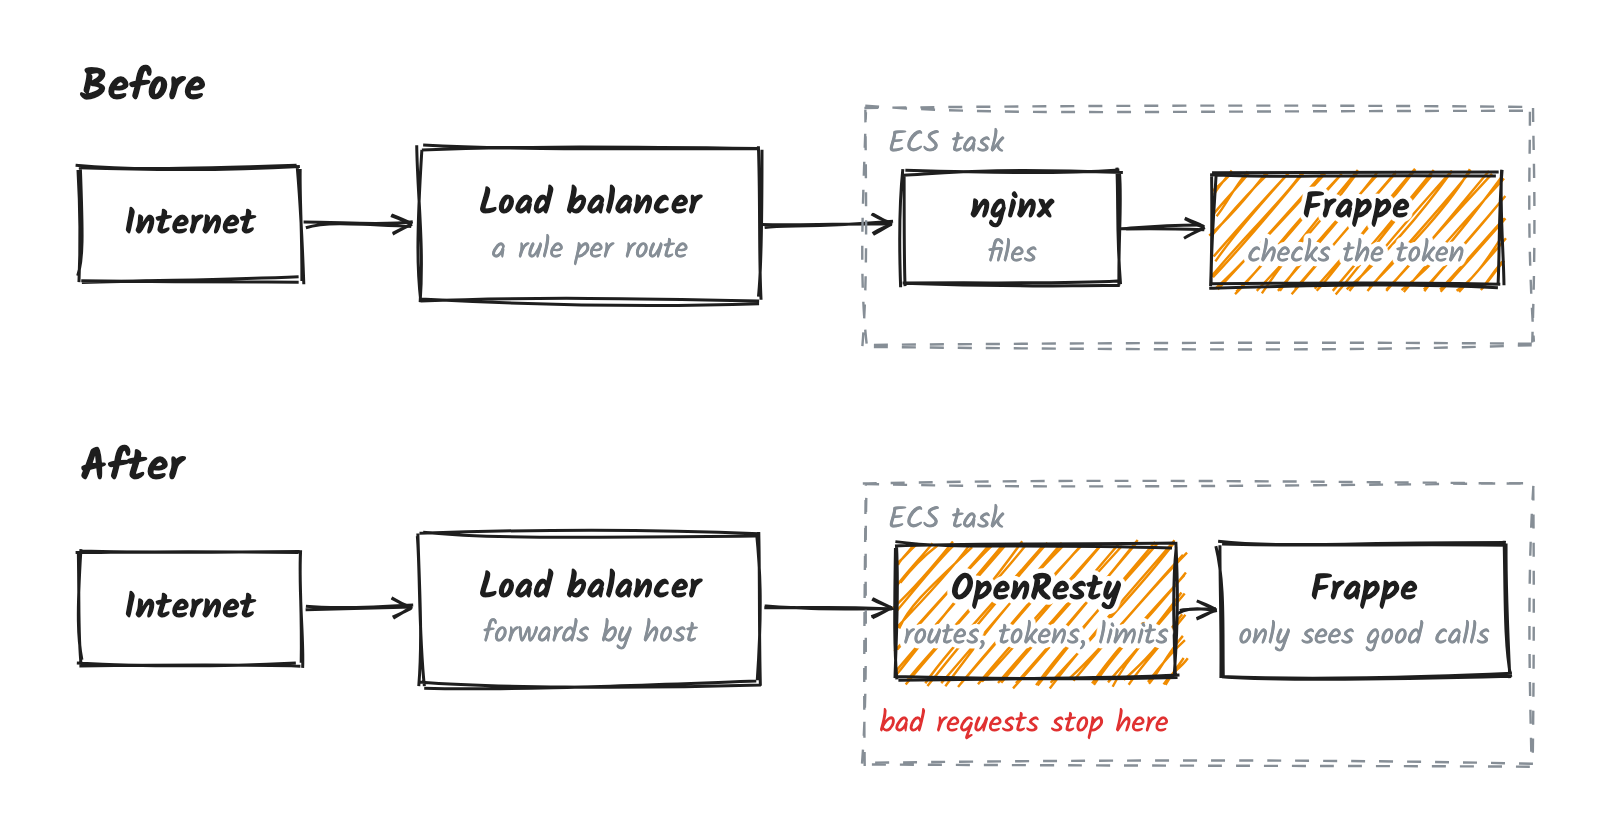 Before
ECS task
Internet
Load balancer
a rule per route
nginx
files
Frappe
checks the token
After
ECS task
Internet
Load balancer
forwards by host
OpenResty
routes, tokens, limits
Frappe
only sees good calls
bad requests stop here